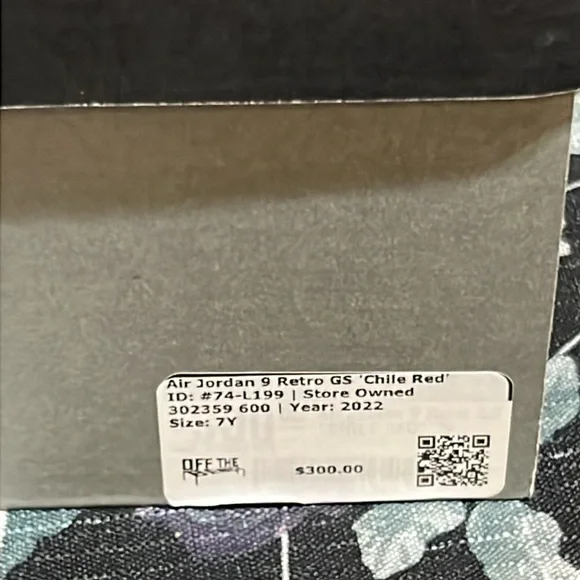 Air Jordan 9 Retro GS 'Chile Red'
ID: #74-L199 | Store Owned
302359 600 | Year: 2022
Size: 7Y
OFF THE
$300.00